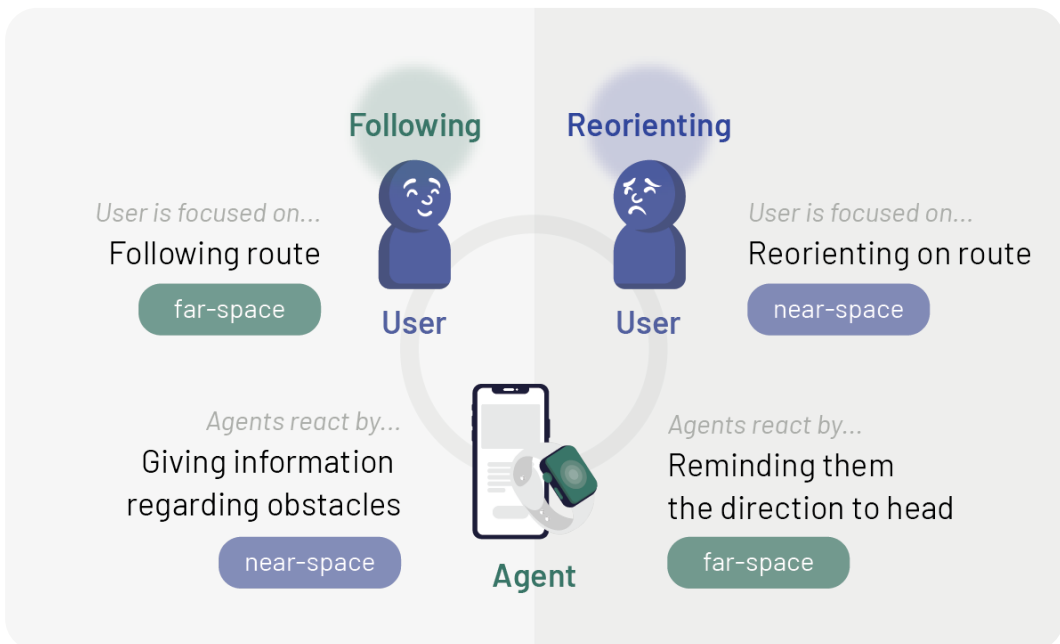 Following
User is focused on...
Following route
far-space
User
Reorienting
User is focused on...
Reorienting on route
near-space
User
Agents react by...
Giving information
regarding obstacles
near-space
Agent
Agents react by...
Reminding them
the direction to head
far-space